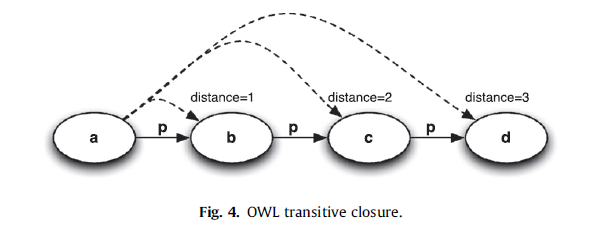 distance=1 distance=2 distance=3
a p b p c p d
Fig. 4. OWL transitive closure.